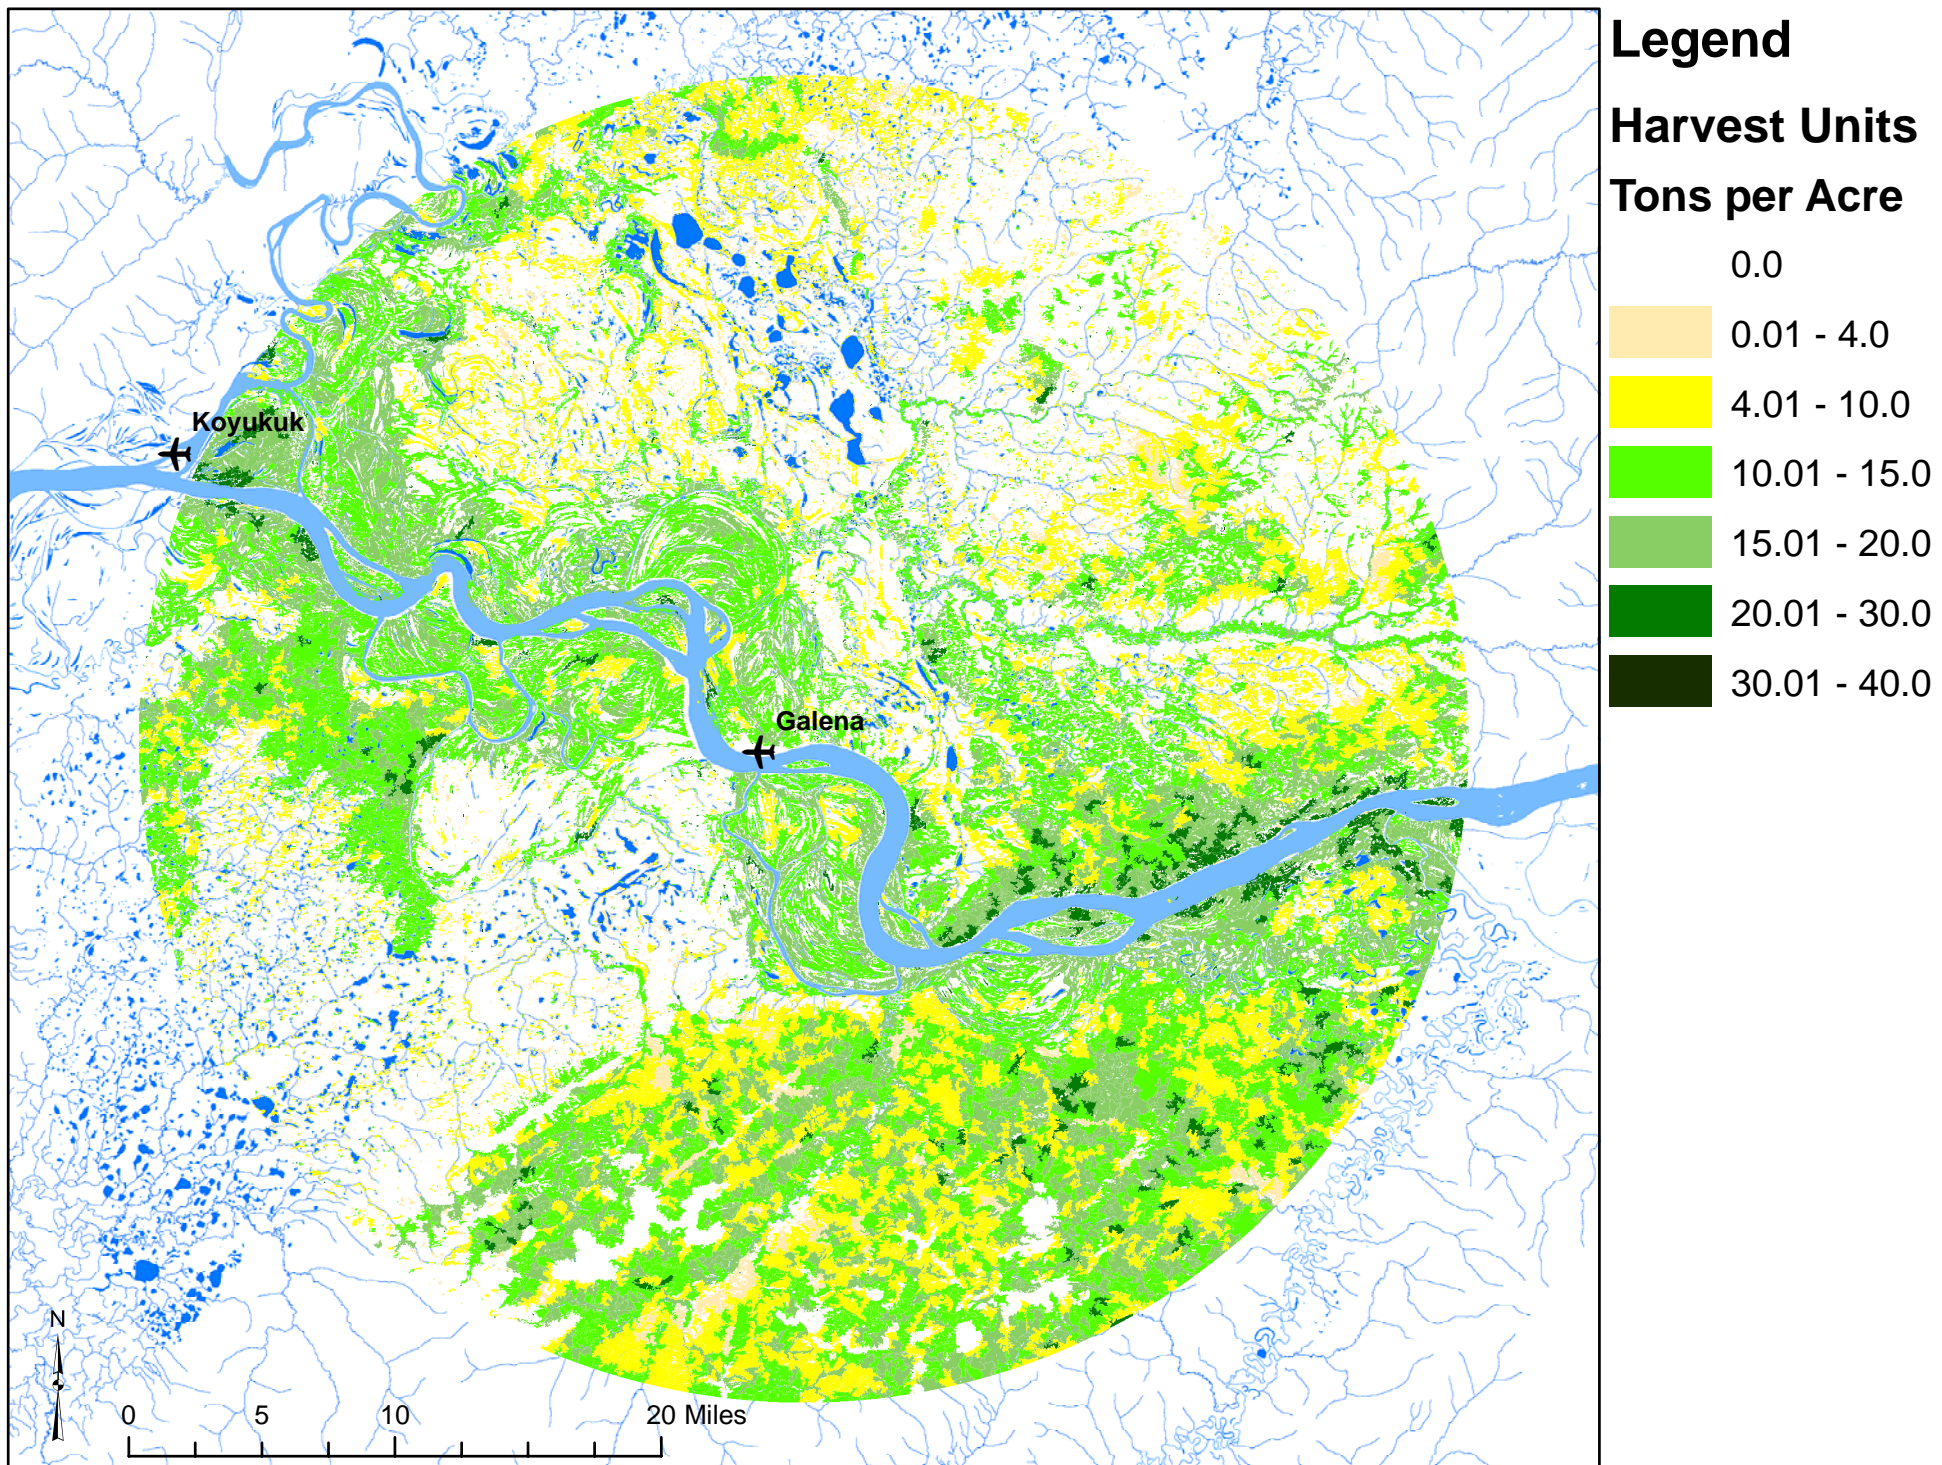 Legend
Harvest Units
Tons per Acre
0.0
0.01 - 4.0
4.01 - 10.0
10.01 - 15.0
15.01 - 20.0
20.01 - 30.0
30.01 - 40.0
Koyukuk
Galena
N
0 5 10 20 Miles